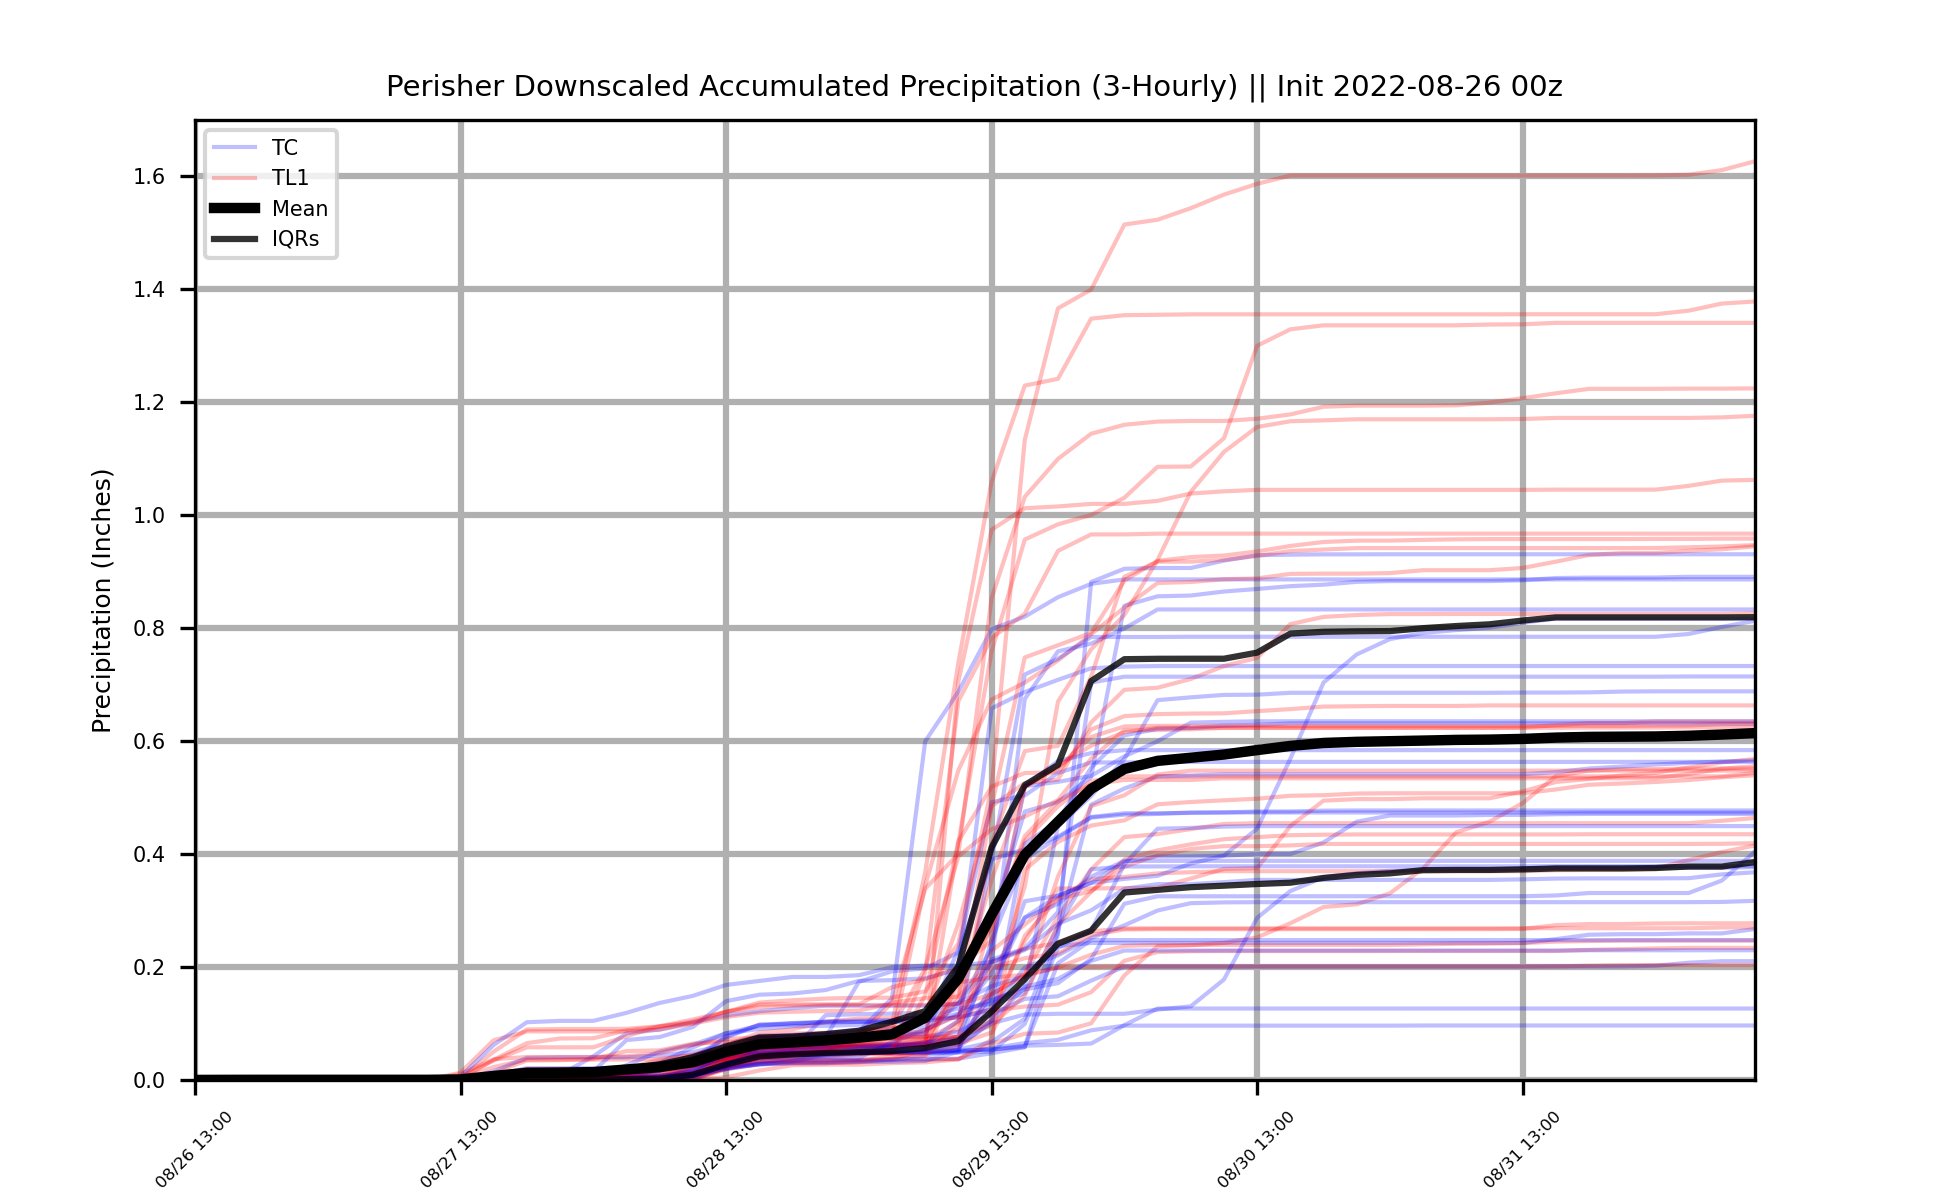 Perisher Downscaled Accumulated Precipitation (3-Hourly) || Init 2022-08-26 00z
TC
TL1
Mean
IQRs
Precipitation (Inches)
1.6
1.4
1.2
1.0
0.8
0.6
0.4
0.2
0.0
08/26 13:00
08/27 13:00
08/28 13:00
08/29 13:00
08/30 13:00
08/31 13:00